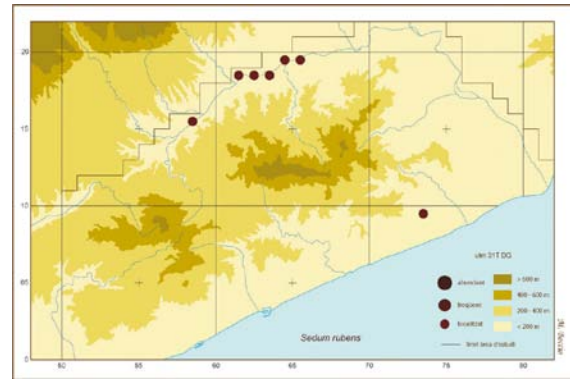 20
15
utm 31T DG
10
abundant
> 600 m
400 - 600 m
05
freqüent
200 - 400 m
localitzat
< 200 m
Sedum rubens
límit àrea d'estudi
00
50 55 60 65 70 75 80